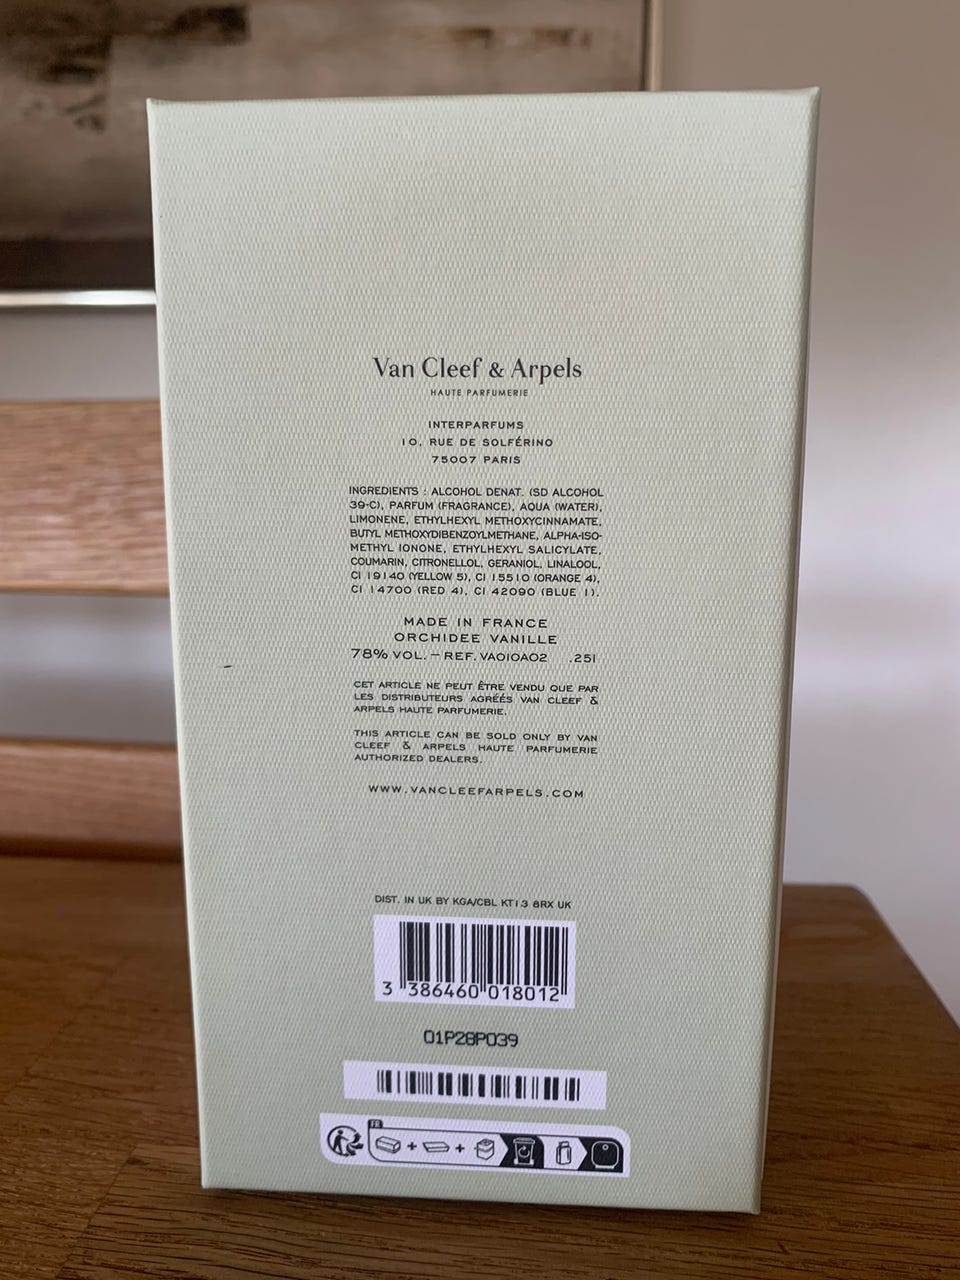 Van Cleef & Arpels
HAUTE PARFUMERIE
INTERPARFUMS
10, RUE DE SOLFÉRINO
75007 PARIS
INGREDIENTS : ALCOHOL DENAT. (SD ALCOHOL
39-C), PARFUM (FRAGRANCE), AQUA (WATER),
LIMONENE, ETHYLHEXYL METHOXYCINNAMATE,
BUTYL METHOXYDIBENZOYLMETHANE, ALPHA-ISO-
METHYL IONONE, ETHYLHEXYL SALICYLATE,
COUMARIN, CITRONELLOL, GERANIOL, LINALOOL,
CI 19140 (YELLOW 5), CI 15510 (ORANGE 4),
CI 14700 (RED 4), CI 42090 (BLUE 1).
MADE IN FRANCE
ORCHIDEE VANILLE
78% VOL. – REF. VA010A02 .251
CET ARTICLE NE PEUT ÊTRE VENDU QUE PAR
LES DISTRIBUTEURS AGRÉÉS VAN CLEEF &
ARPELS HAUTE PARFUMERIE.
THIS ARTICLE CAN BE SOLD ONLY BY VAN
CLEEF & ARPELS HAUTE PARFUMERIE
AUTHORIZED DEALERS.
WWW.VANCLEEFARPELS.COM
DIST. IN UK BY KGA/CBL KT13 8RX UK
3 386460 018012
01P28P039
FR